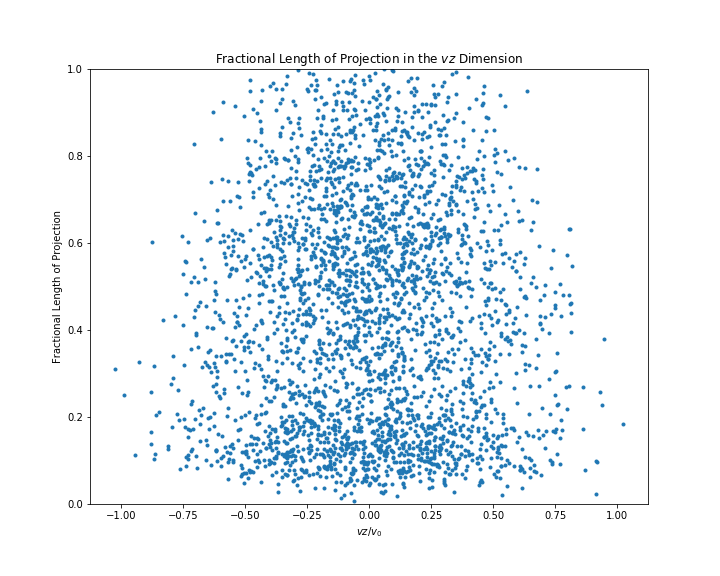 Fractional Length of Projection in the vz Dimension
1.0
0.8
0.6
0.4
0.2
0.0
Fractional Length of Projection
−1.00 −0.75 −0.50 −0.25 0.00 0.25 0.50 0.75 1.00
vz/v₀